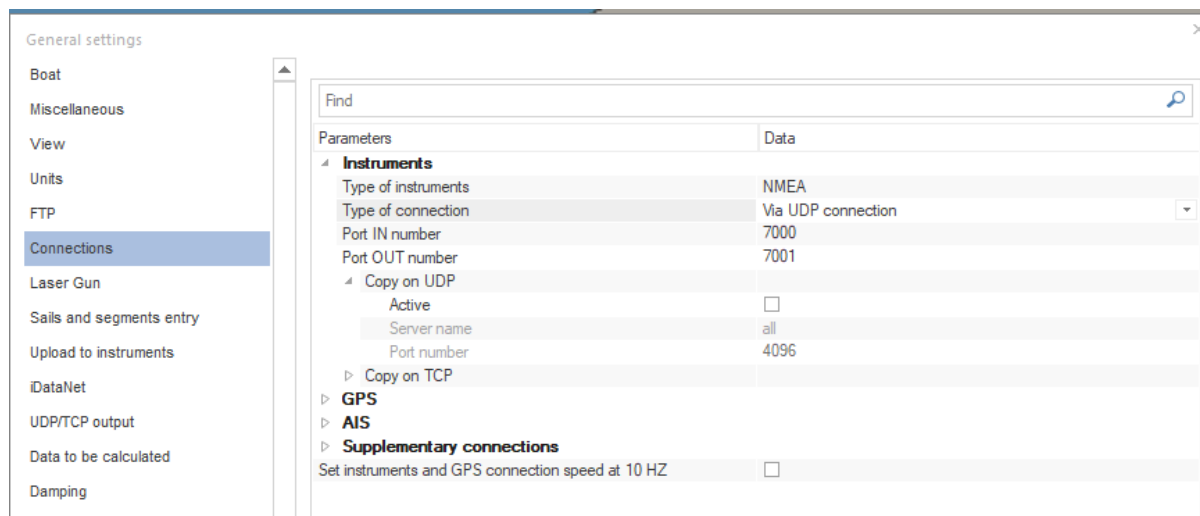 General settings
Boat
Miscellaneous
View
Units
FTP
Connections
Laser Gun
Sails and segments entry
Upload to instruments
iDataNet
UDP/TCP output
Data to be calculated
Damping
Find
Parameters Data
Instruments
Type of instruments NMEA
Type of connection Via UDP connection
Port IN number 7000
Port OUT number 7001
Copy on UDP
Active
Server name all
Port number 4096
Copy on TCP
GPS
AIS
Supplementary connections
Set instruments and GPS connection speed at 10 HZ